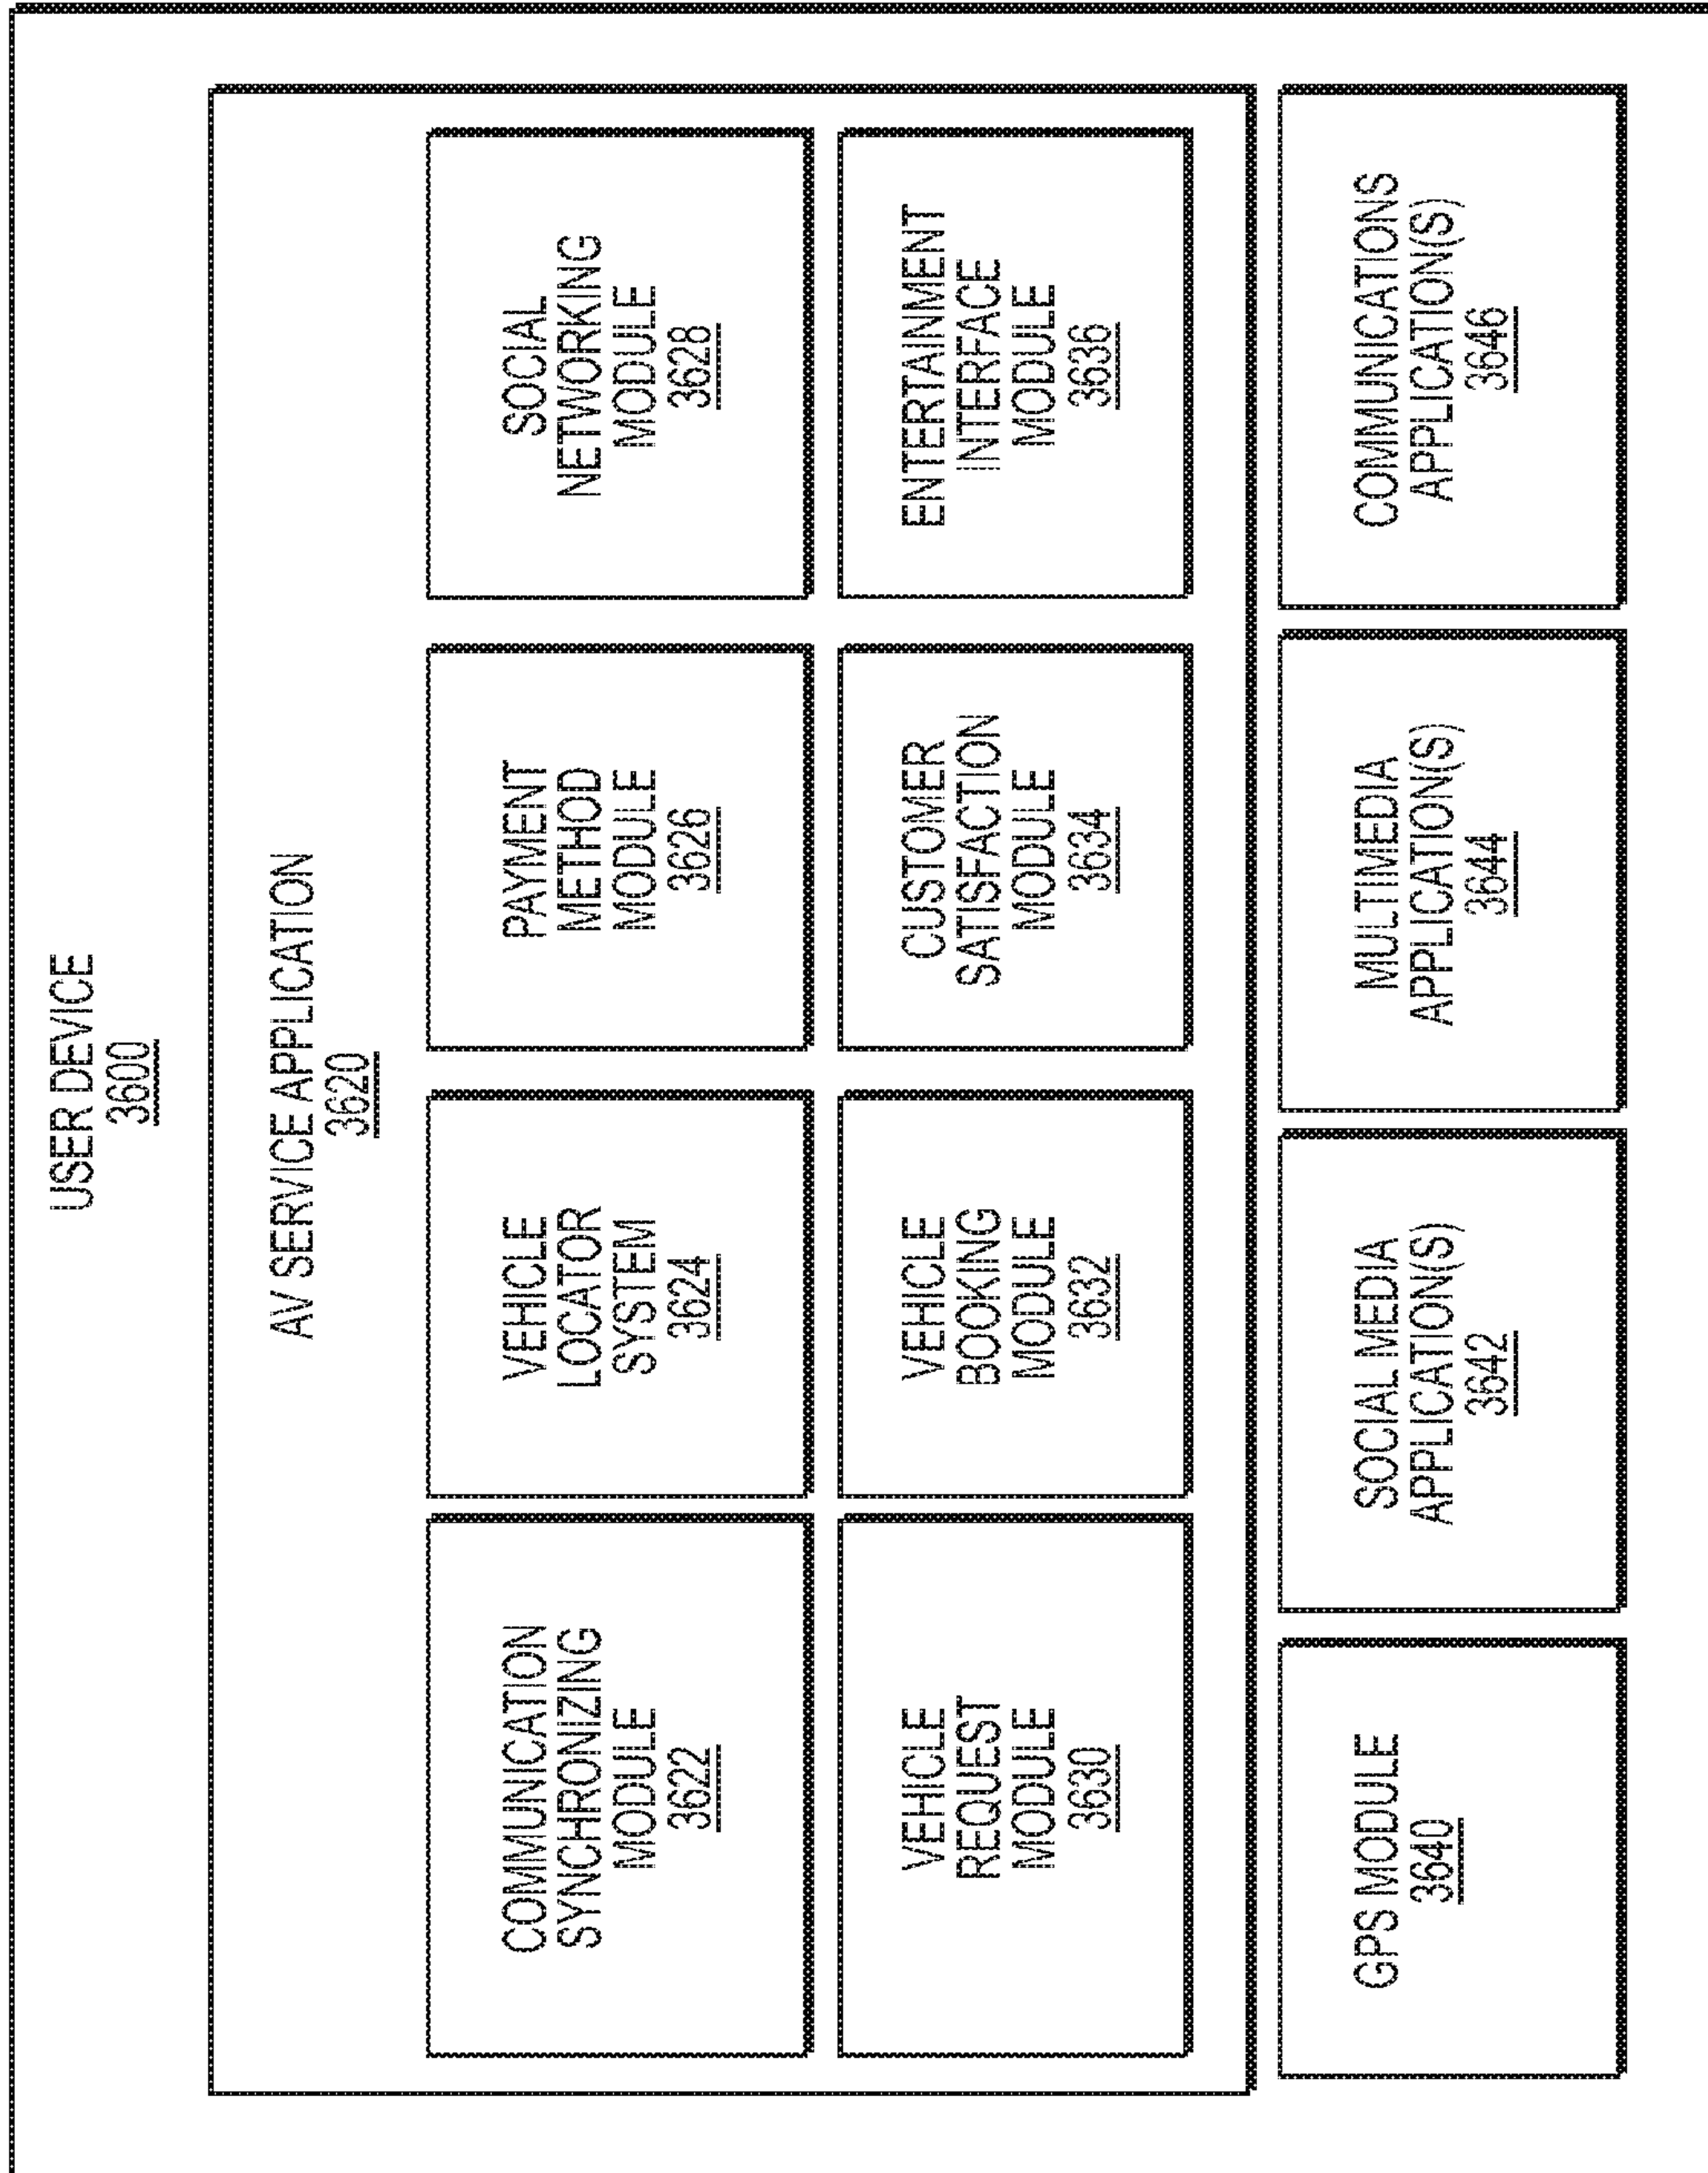 USER DEVICE
3600
AV SERVICE APPLICATION
3620
COMMUNICATION
SYNCHRONIZING
MODULE
3622
VEHICLE
LOCATOR
SYSTEM
3624
PAYMENT
METHOD
MODULE
3626
SOCIAL
NETWORKING
MODULE
3628
VEHICLE
REQUEST
MODULE
3630
VEHICLE
BOOKING
MODULE
3632
CUSTOMER
SATISFACTION
MODULE
3634
ENTERTAINMENT
INTERFACE
MODULE
3636
GPS MODULE
3640
SOCIAL MEDIA
APPLICATION(S)
3642
MULTIMEDIA
APPLICATION(S)
3644
COMMUNICATIONS
APPLICATION(S)
3646